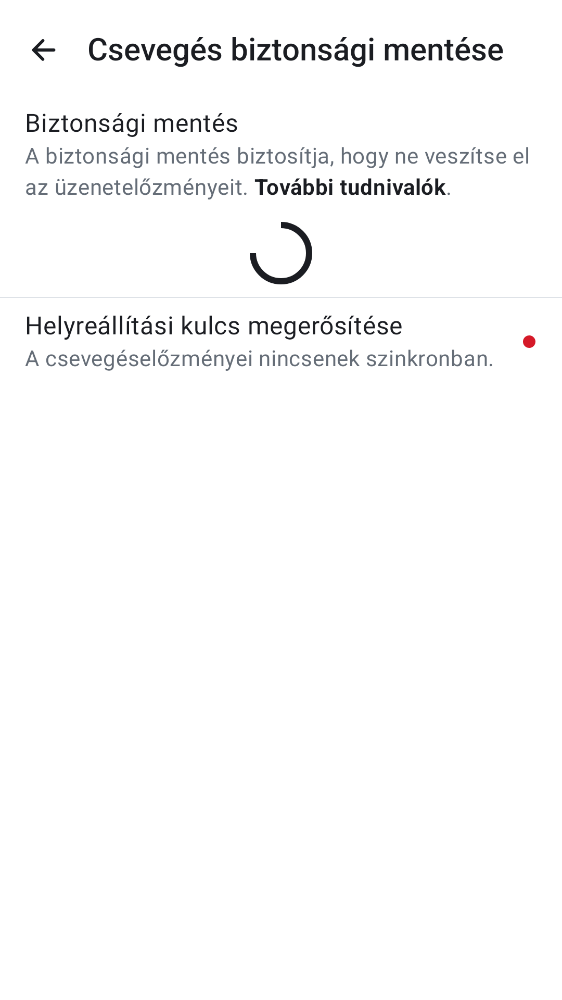 Csevegés biztonsági mentése
Biztonsági mentés
A biztonsági mentés biztosítja, hogy ne veszítse el
az üzenetelőzményeit. További tudnivalók.
Helyreállítási kulcs megerősítése
A csevegéselőzményei nincsenek szinkronban.